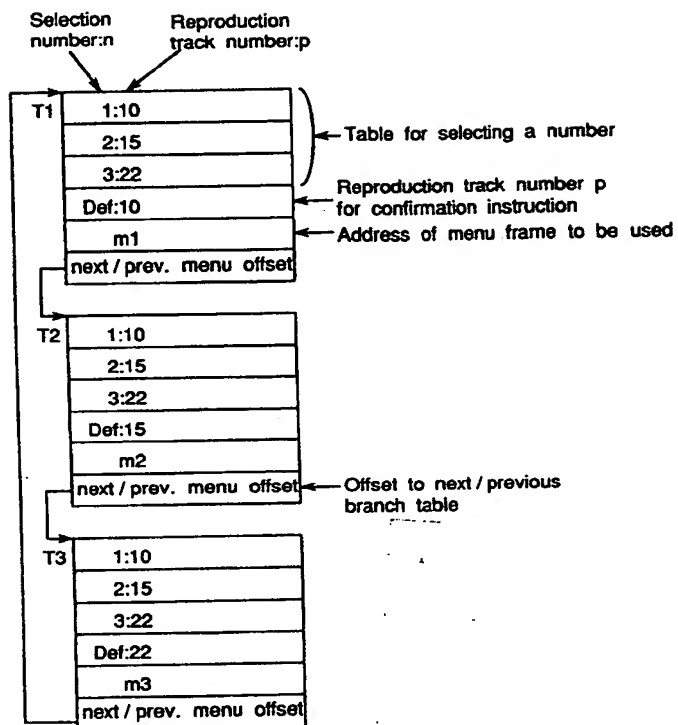 Selection
number:n
Reproduction
track number:p
T1
1:10
2:15
3:22
Table for selecting a number
Def:10
Reproduction track number p
for confirmation instruction
m1
Address of menu frame to be used
next / prev. menu offset
T2
1:10
2:15
3:22
Def:15
m2
next / prev. menu offset
Offset to next / previous
branch table
T3
1:10
2:15
3:22
Def:22
m3
next / prev. menu offset